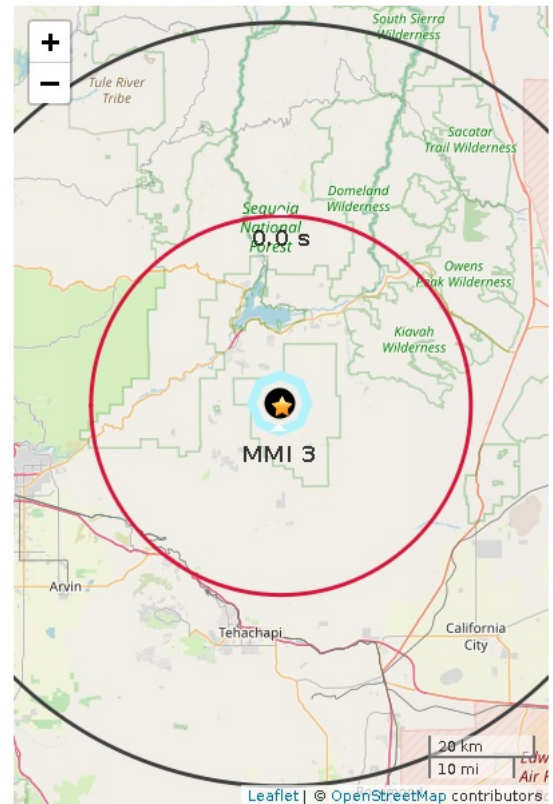 +
−
South Sierra
Wilderness
Tule River
Tribe
Sacatar
Trail Wilderness
Domeland
Wilderness
Sequoia
National
Forest
0.0 s
Owens
Peak Wilderness
Kiavah
Wilderness
MMI 3
Arvin
Tehachapi
California
City
20 km
10 mi
Leaflet | © OpenStreetMap contributors